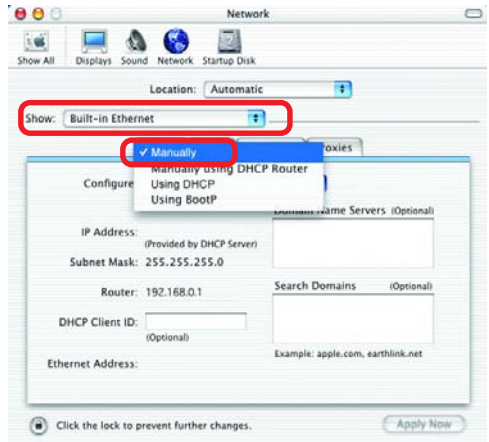 Network
Show All Displays Sound Network Startup Disk
Location: Automatic
Show: Built-in Ethernet
✓ Manually
Manually using DHCP Router
Using DHCP
Using BootP
Proxies
Configure
Domain Name Servers (Optional)
IP Address:
(Provided by DHCP Server)
Subnet Mask: 255.255.255.0
Router: 192.168.0.1
Search Domains (Optional)
DHCP Client ID:
(Optional)
Ethernet Address:
Example: apple.com, earthlink.net
Click the lock to prevent further changes.
Apply Now